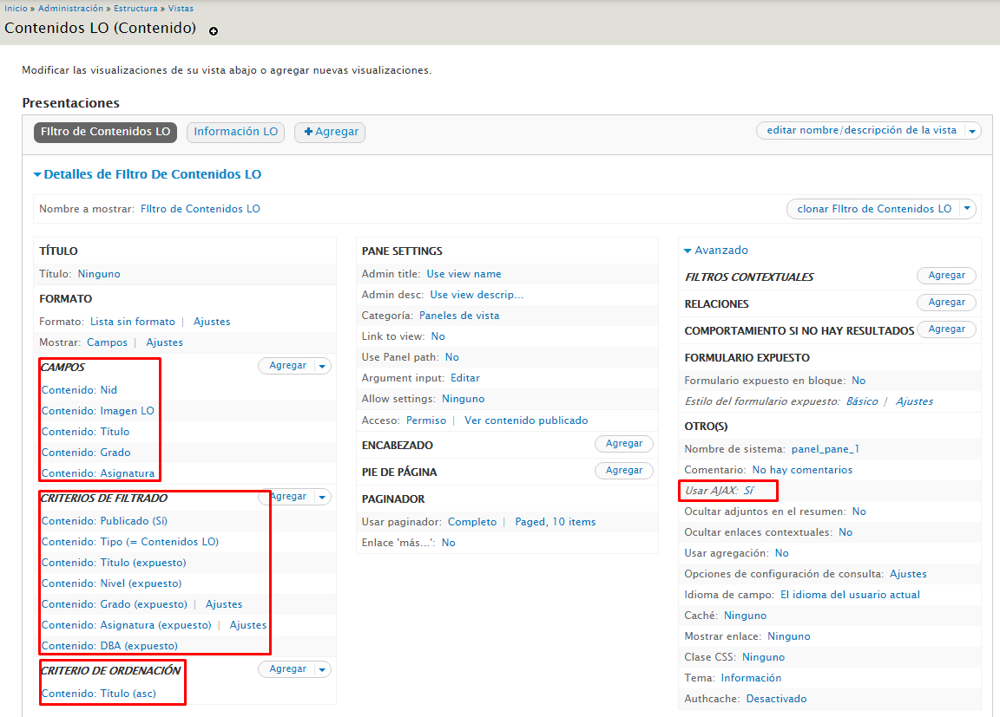 Inicio » Administración » Estructura » Vistas
Contenidos LO (Contenido)
Modificar las visualizaciones de su vista abajo o agregar nuevas visualizaciones.
Presentaciones
FIltro de Contenidos LO
Información LO
Agregar
editar nombre/descripción de la vista
Detalles de FIltro De Contenidos LO
Nombre a mostrar: FIltro de Contenidos LO
clonar FIltro de Contenidos LO
TÍTULO
Título: Ninguno
FORMATO
Formato: Lista sin formato | Ajustes
Mostrar: Campos | Ajustes
CAMPOS
Agregar
Contenido: Nid
Contenido: Imagen LO
Contenido: Título
Contenido: Grado
Contenido: Asignatura
CRITERIOS DE FILTRADO
Agregar
Contenido: Publicado (Sí)
Contenido: Tipo (= Contenidos LO)
Contenido: Título (expuesto)
Contenido: Nivel (expuesto)
Contenido: Grado (expuesto) | Ajustes
Contenido: Asignatura (expuesto) | Ajustes
Contenido: DBA (expuesto)
CRITERIO DE ORDENACIÓN
Agregar
Contenido: Título (asc)
PANE SETTINGS
Admin title: Use view name
Admin desc: Use view descrip...
Categoría: Paneles de vista
Link to view: No
Use Panel path: No
Argument input: Editar
Allow settings: Ninguno
Acceso: Permiso | Ver contenido publicado
ENCABEZADO
Agregar
PIE DE PÁGINA
Agregar
PAGINADOR
Usar paginador: Completo | Paged, 10 items
Enlace 'más...': No
Avanzado
FILTROS CONTEXTUALES
Agregar
RELACIONES
Agregar
COMPORTAMIENTO SI NO HAY RESULTADOS
Agregar
FORMULARIO EXPUESTO
Formulario expuesto en bloque: No
Estilo del formulario expuesto: Básico | Ajustes
OTRO(S)
Nombre de sistema: panel_pane_1
Comentario: No hay comentarios
Usar AJAX: Sí
Ocultar adjuntos en el resumen: No
Ocultar enlaces contextuales: No
Usar agregación: No
Opciones de configuración de consulta: Ajustes
Idioma de campo: El idioma del usuario actual
Caché: Ninguno
Mostrar enlace: Ninguno
Clase CSS: Ninguno
Tema: Información
Authcache: Desactivado